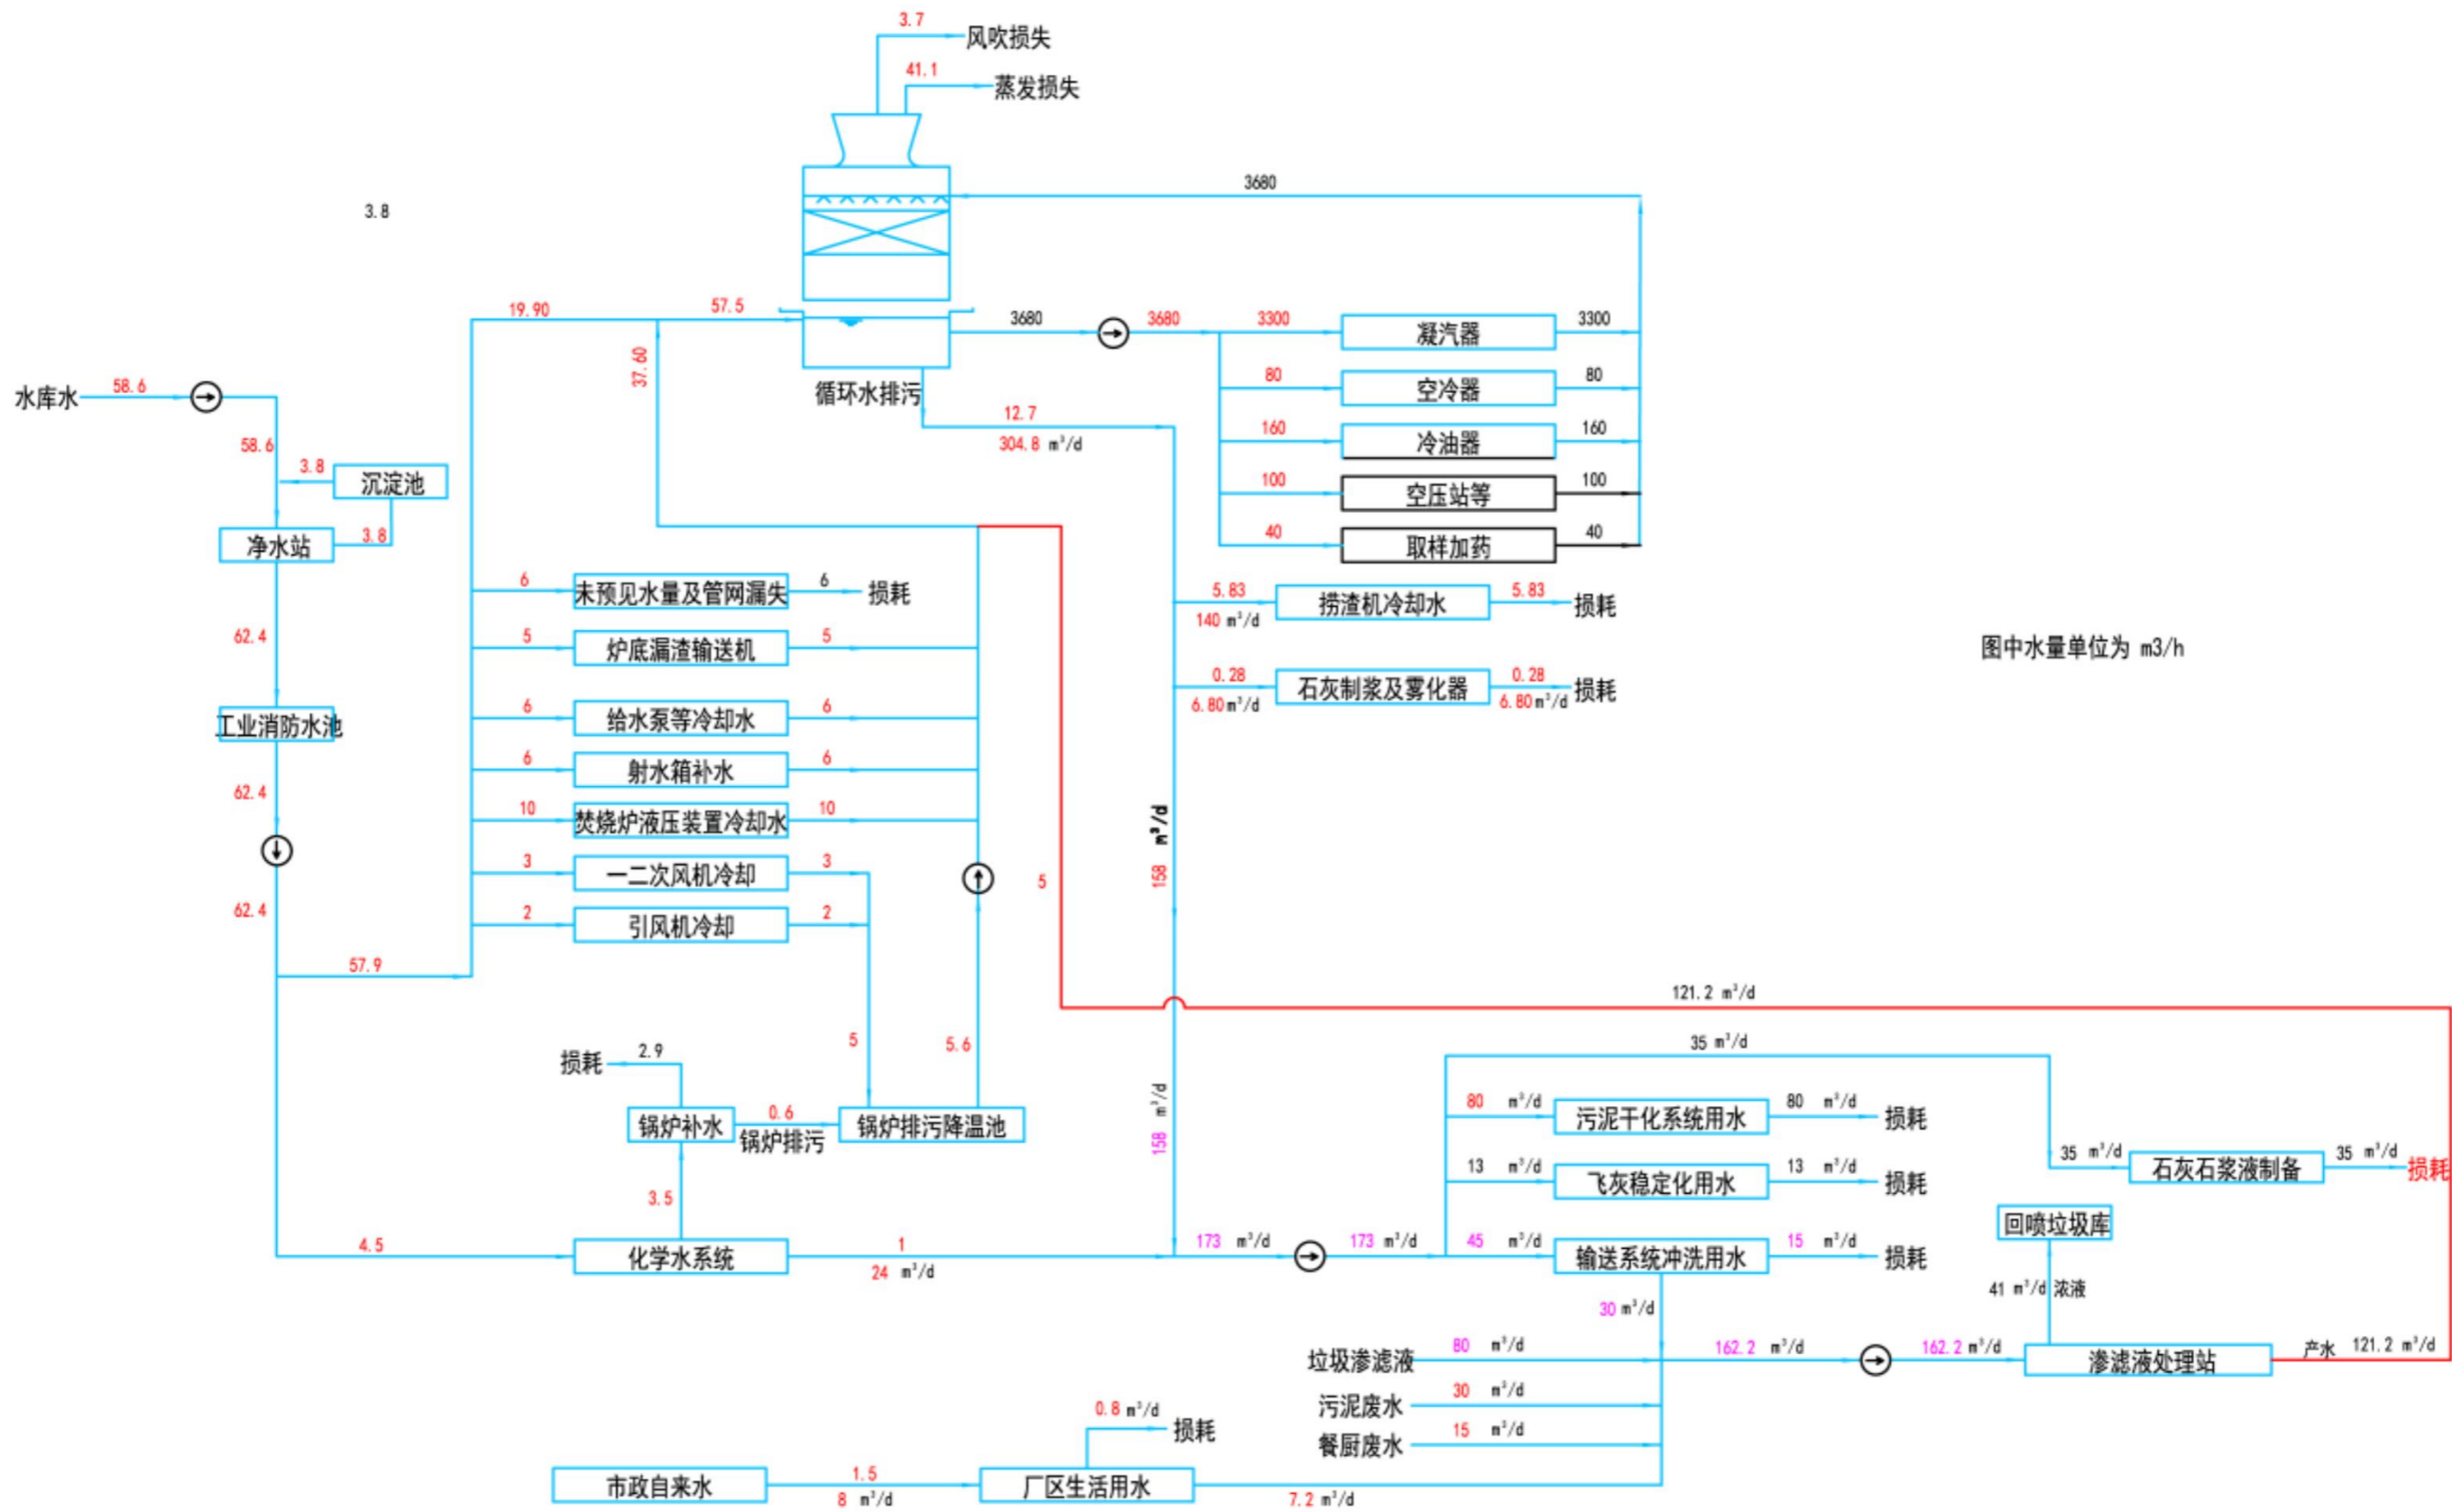 3.7
风吹损失
41.1
蒸发损失
3680
3.8
19.90
57.5
3680
3680
3300
凝汽器
3300
37.60
水库水
58.6
循环水排污
80
空冷器
80
12.7
304.8 m³/d
160
冷油器
160
58.6
3.8
沉淀池
100
空压站等
100
净水站
3.8
40
取样加药
40
6
未预见水量及管网漏失
6
损耗
5.83
140 m³/d
捞渣机冷却水
5.83
损耗
62.4
5
炉底漏渣输送机
5
图中水量单位为 m3/h
0.28
6.80m³/d
石灰制浆及雾化器
0.28
6.80m³/d
损耗
工业消防水池
6
给水泵等冷却水
6
6
射水箱补水
6
62.4
10
焚烧炉液压装置冷却水
10
158 m³/d
3
一二次风机冷却
3
5
62.4
2
引风机冷却
2
57.9
121.2 m³/d
损耗
2.9
5
5.6
35 m³/d
锅炉补水
0.6
锅炉排污
锅炉排污降温池
158 m³/d
80 m³/d
污泥干化系统用水
80 m³/d
损耗
13 m³/d
飞灰稳定化用水
13 m³/d
损耗
35 m³/d
石灰石浆液制备
35 m³/d
损耗
3.5
回喷垃圾库
4.5
化学水系统
1
24 m³/d
173 m³/d
173 m³/d
45 m³/d
输送系统冲洗用水
15 m³/d
损耗
41 m³/d 浓液
30 m³/d
垃圾渗滤液
80 m³/d
162.2 m³/d
162.2 m³/d
渗滤液处理站
产水 121.2 m³/d
污泥废水
30 m³/d
0.8 m³/d
损耗
餐厨废水
15 m³/d
市政自来水
1.5
8 m³/d
厂区生活用水
7.2 m³/d